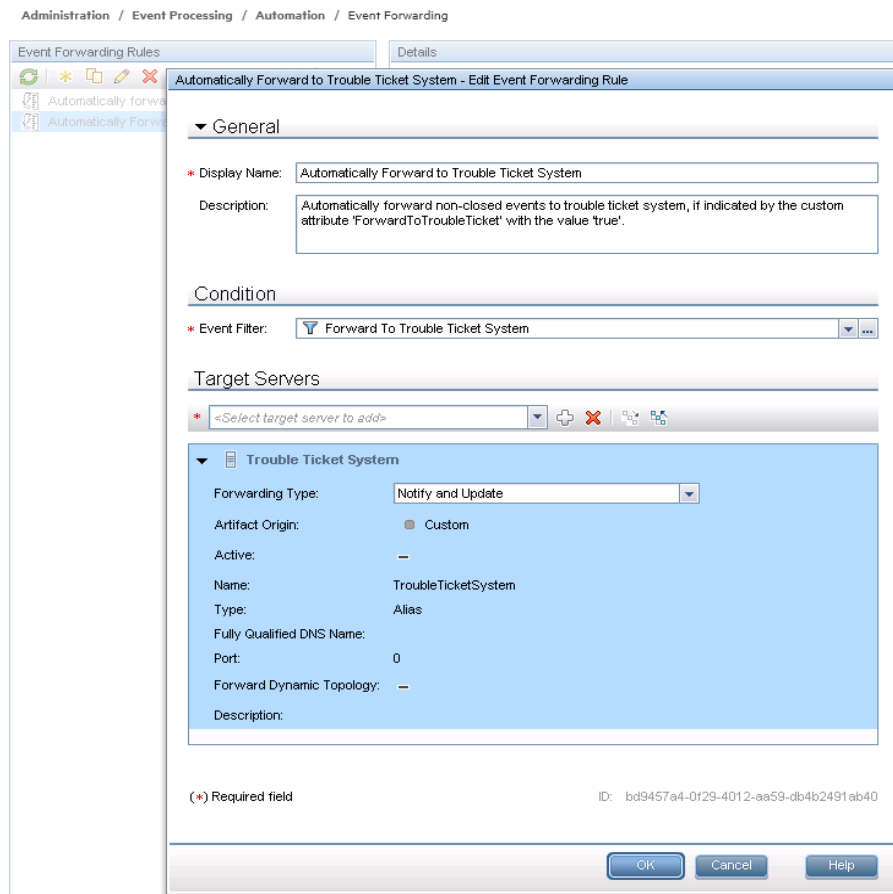 Administration / Event Processing / Automation / Event Forwarding
Event Forwarding Rules
Details
Automatically Forward to Trouble Ticket System - Edit Event Forwarding Rule
Automatically forwa
Automatically Forwa
General
* Display Name: Automatically Forward to Trouble Ticket System
Description: Automatically forward non-closed events to trouble ticket system, if indicated by the custom
attribute 'ForwardToTroubleTicket' with the value 'true'.
Condition
* Event Filter: Forward To Trouble Ticket System ...
Target Servers
* <Select target server to add>
Trouble Ticket System
Forwarding Type: Notify and Update
Artifact Origin: Custom
Active: –
Name: TroubleTicketSystem
Type: Alias
Fully Qualified DNS Name:
Port: 0
Forward Dynamic Topology: –
Description:
(*) Required field
ID: bd9457a4-0f29-4012-aa59-db4b2491ab40
OK Cancel Help